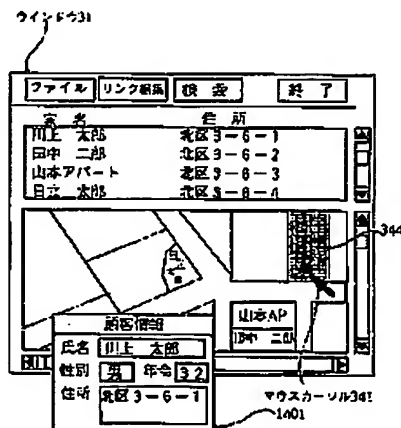 ウインドウ31
ファイル リンク編集 検索 終了
家名 住所
川上 太郎 北区3-6-1
田中 二郎 北区3-6-2
山本アパート 北区3-6-3
日立 太郎 北区3-6-4
344
山本AP
田中 二郎
顧客情報
氏名 川上 太郎
性別 男 年令 32
住所 北区3-6-1
マウスカーソル341
1401